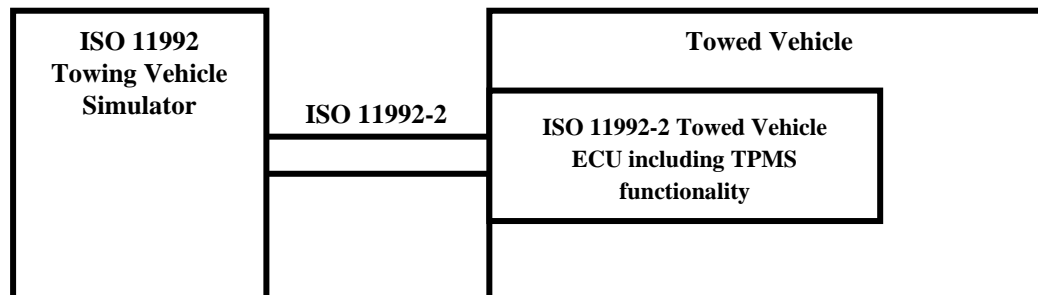 ISO 11992
Towing Vehicle
Simulator
ISO 11992-2
Towed Vehicle
ISO 11992-2 Towed Vehicle
ECU including TPMS
functionality